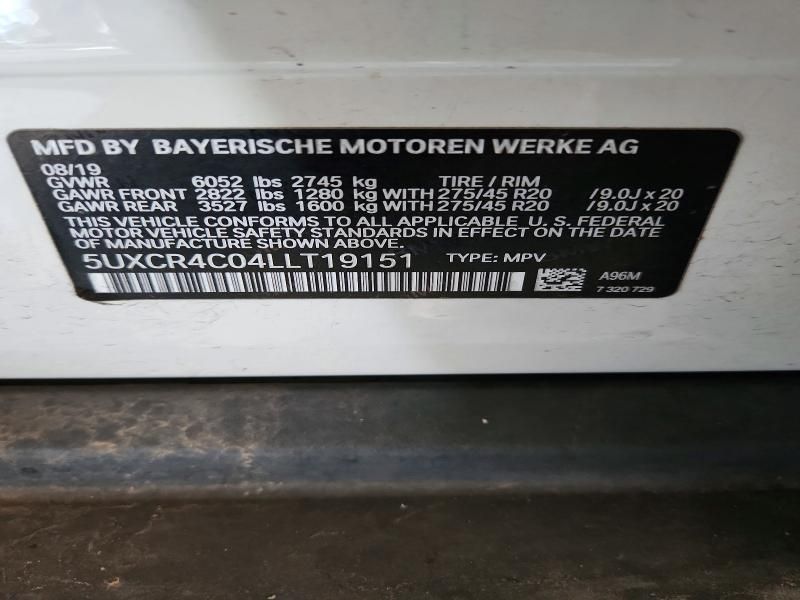 MFD BY BAYERISCHE MOTOREN WERKE AG
08/19
GVWR 6052 lbs 2745 kg TIRE / RIM
GAWR FRONT 2822 lbs 1280 kg WITH 275/45 R20 /9.0J x 20
GAWR REAR 3527 lbs 1600 kg WITH 275/45 R20 /9.0J x 20
THIS VEHICLE CONFORMS TO ALL APPLICABLE U. S. FEDERAL
MOTOR VEHICLE SAFETY STANDARDS IN EFFECT ON THE DATE
OF MANUFACTURE SHOWN ABOVE.
5UXCR4C04LLT19151 TYPE: MPV
A96M
7 320 729